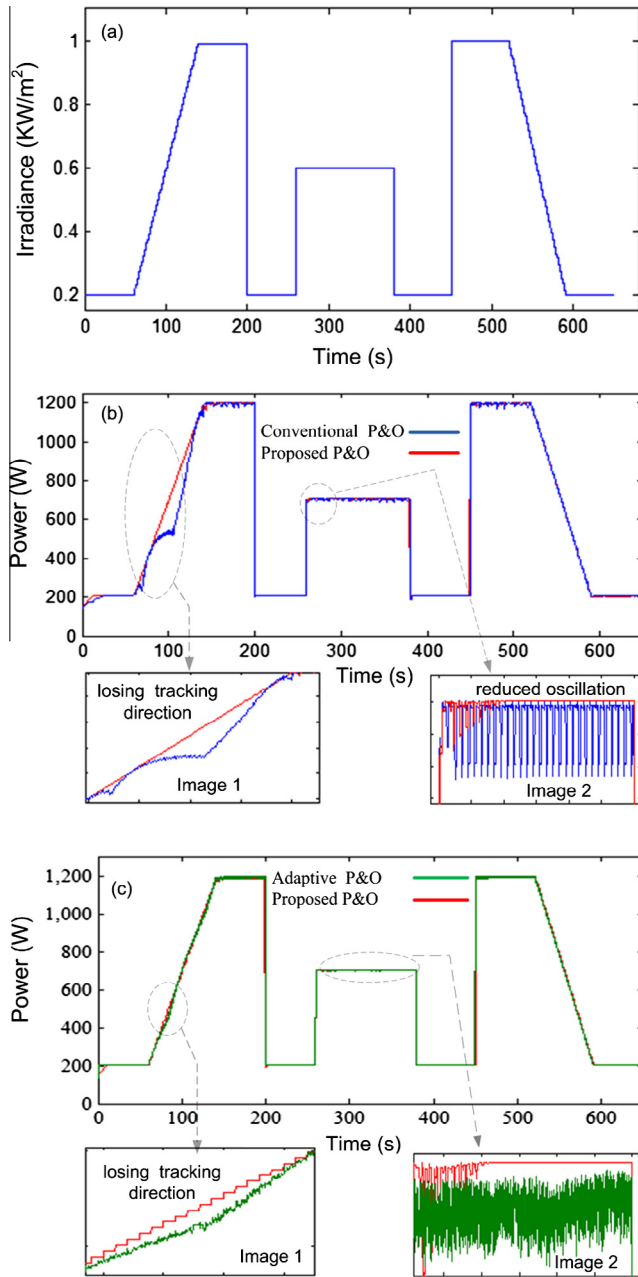 (a)
Irradiance (KW/m²)
1
0.8
0.6
0.4
0.2
0 100 200 300 400 500 600
Time (s)
(b)
Power (W)
1200
1000
800
600
400
200
0
Conventional P&O
Proposed P&O
0 100 200 300 400 500 600
Time (s)
losing tracking
direction
Image 1
reduced oscillation
Image 2
(c)
Power (W)
1,200
1,000
800
600
400
200
0
Adaptive P&O
Proposed P&O
0 100 200 300 400 500 600
Time (s)
losing tracking
direction
Image 1
Image 2